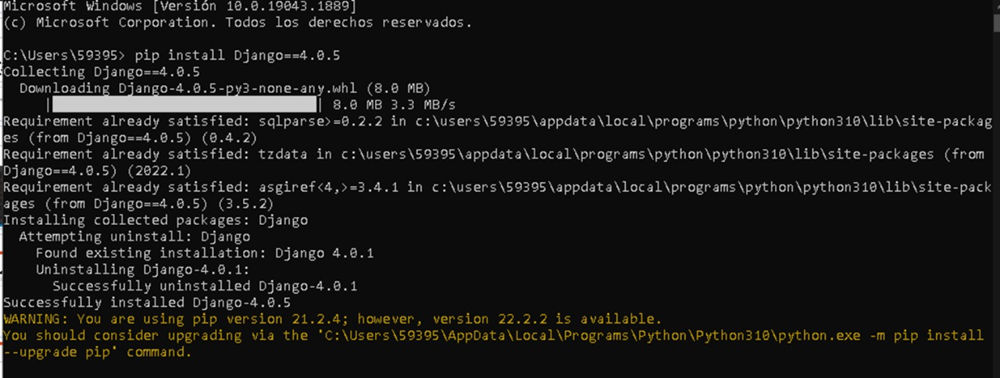 Microsoft Windows [Versión 10.0.19043.1889]
(c) Microsoft Corporation. Todos los derechos reservados.
C:\Users\59395> pip install Django==4.0.5
Collecting Django==4.0.5
  Downloading Django-4.0.5-py3-none-any.whl (8.0 MB)
     |████████████████████████████████| 8.0 MB 3.3 MB/s
Requirement already satisfied: sqlparse>=0.2.2 in c:\users\59395\appdata\local\programs\python\python310\lib\site-packag
es (from Django==4.0.5) (0.4.2)
Requirement already satisfied: tzdata in c:\users\59395\appdata\local\programs\python\python310\lib\site-packages (from
Django==4.0.5) (2022.1)
Requirement already satisfied: asgiref<4,>=3.4.1 in c:\users\59395\appdata\local\programs\python\python310\lib\site-pack
ages (from Django==4.0.5) (3.5.2)
Installing collected packages: Django
  Attempting uninstall: Django
    Found existing installation: Django 4.0.1
    Uninstalling Django-4.0.1:
      Successfully uninstalled Django-4.0.1
Successfully installed Django-4.0.5
WARNING: You are using pip version 21.2.4; however, version 22.2.2 is available.
You should consider upgrading via the 'C:\Users\59395\AppData\Local\Programs\Python\Python310\python.exe -m pip install
--upgrade pip' command.